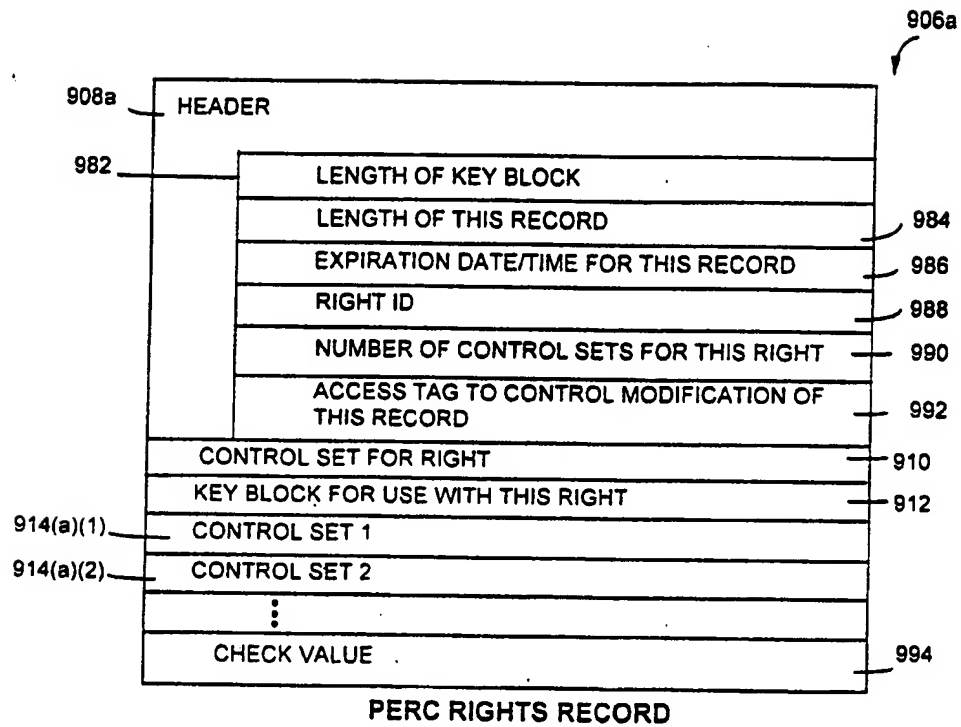 906a
908a
HEADER
982
LENGTH OF KEY BLOCK
LENGTH OF THIS RECORD
984
EXPIRATION DATE/TIME FOR THIS RECORD
986
RIGHT ID
988
NUMBER OF CONTROL SETS FOR THIS RIGHT
990
ACCESS TAG TO CONTROL MODIFICATION OF
THIS RECORD
992
CONTROL SET FOR RIGHT
910
KEY BLOCK FOR USE WITH THIS RIGHT
912
914(a)(1)
CONTROL SET 1
914(a)(2)
CONTROL SET 2
CHECK VALUE
994
PERC RIGHTS RECORD